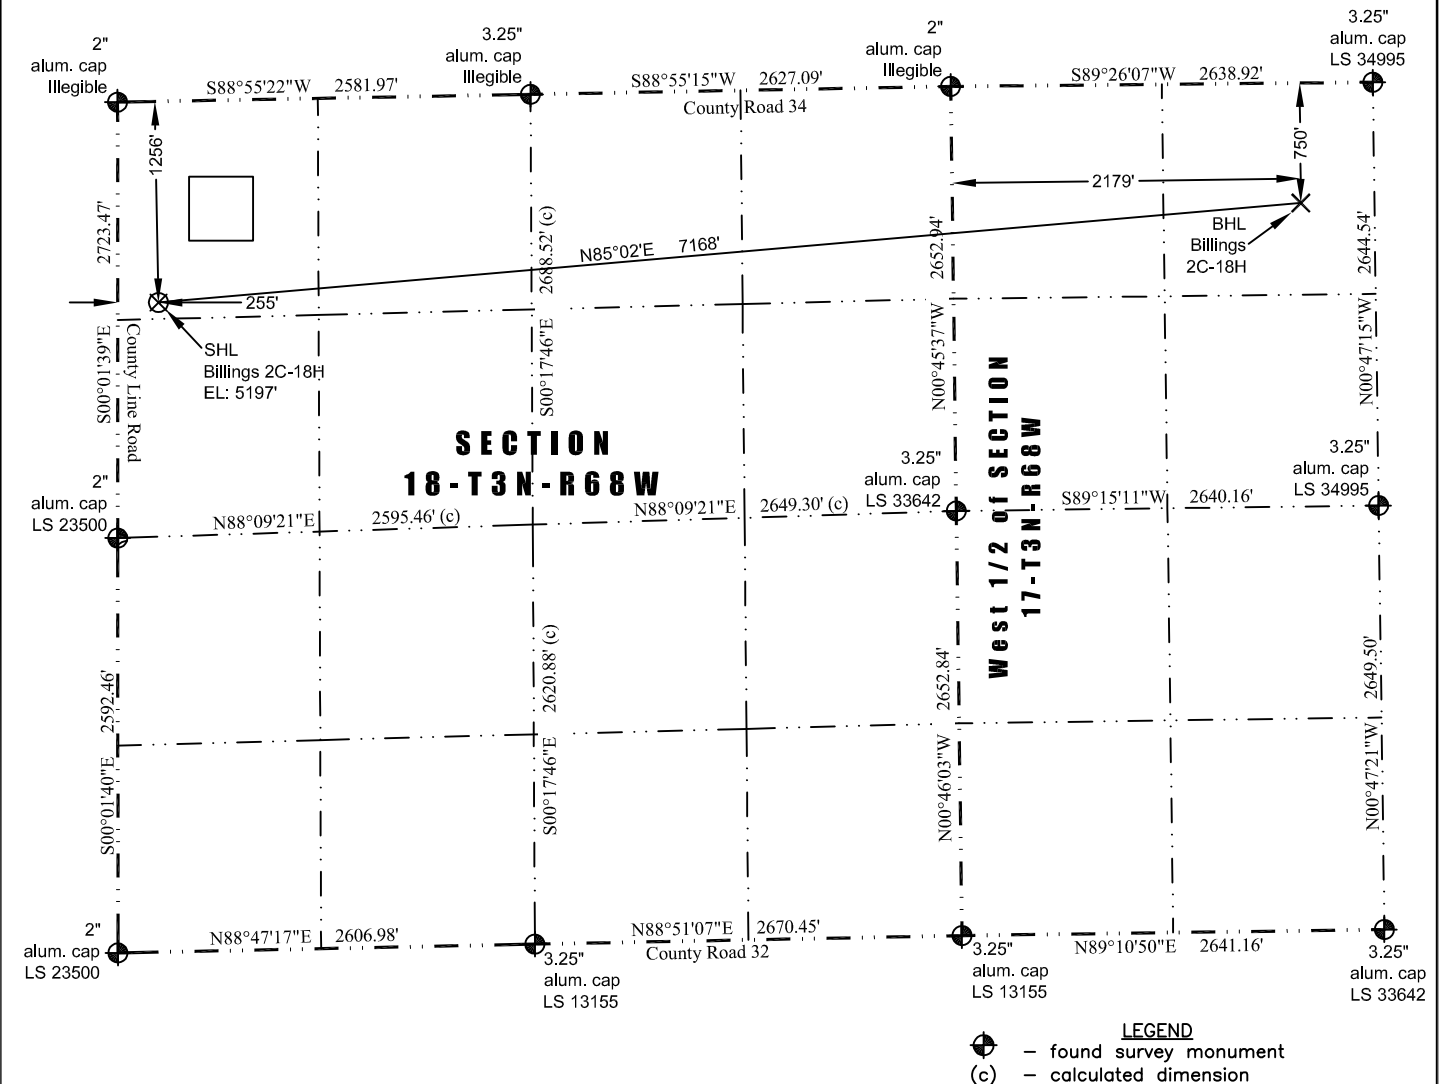 2"
alum. cap
Illegible
S88°55'22"W 2581.97'
3.25"
alum. cap
Illegible
S88°55'15"W 2627.09'
County Road 34
2"
alum. cap
Illegible
S89°26'07"W 2638.92'
3.25"
alum. cap
LS 34995
1256'
750'
2179'
2723.47'
2688.52' (c)
2652.94'
2644.54'
N85°02'E 7168'
BHL
Billings
2C-18H
255'
SHL
Billings 2C-18H
EL: 5197'
S00°01'39"E
County Line Road
S00°17'46"E
N00°45'37"W
N00°47'15"W
SECTION
18-T3N-R68W
West 1/2 of SECTION
17-T3N-R68W
2"
alum. cap
LS 23500
N88°09'21"E 2595.46' (c)
N88°09'21"E 2649.30' (c)
3.25"
alum. cap
LS 33642
S89°15'11"W 2640.16'
3.25"
alum. cap
LS 34995
2592.46'
2620.88' (c)
2652.84'
2649.50'
S00°01'40"E
S00°17'46"E
N00°46'03"W
N00°47'21"W
2"
alum. cap
LS 23500
N88°47'17"E 2606.98'
3.25"
alum. cap
LS 13155
N88°51'07"E 2670.45'
County Road 32
3.25"
alum. cap
LS 13155
N89°10'50"E 2641.16'
3.25"
alum. cap
LS 33642
LEGEND
– found survey monument
(c) – calculated dimension